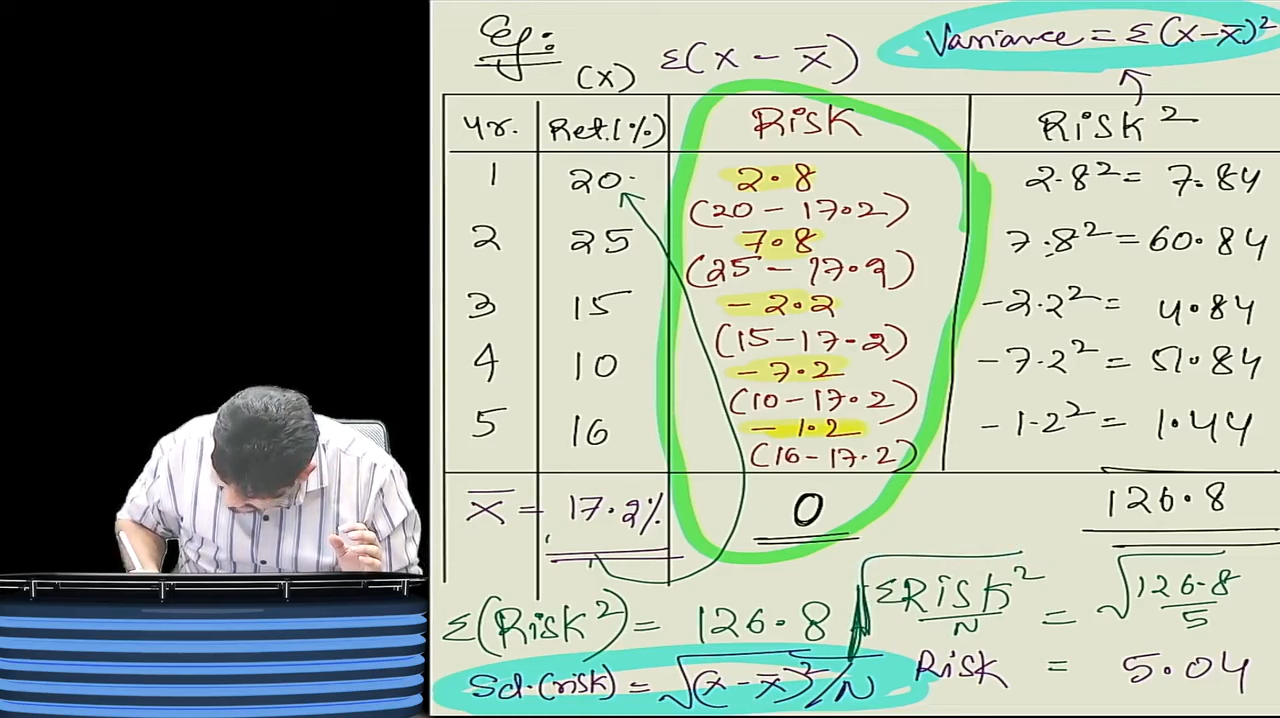 Eg:
(x) Σ(x - x̄)
Variance = Σ(x-x̄)²
Yr. Ret.(%) Risk Risk²
1 20 2.8 2.8² = 7.84
(20 - 17.2)
2 25 7.8 7.8² = 60.84
(25 - 17.2)
3 15 -2.2 -2.2² = 4.84
(15-17.2)
4 10 -7.2 -7.2² = 51.84
(10-17.2)
5 16 -1.2 -1.2² = 1.44
(16-17.2)
x̄ = 17.2% 0 126.8
Σ(Risk²) = 126.8 √ΣRisk²/N = √126.8/5
Sd.(risk) = √(x-x̄)²/N Risk = 5.04